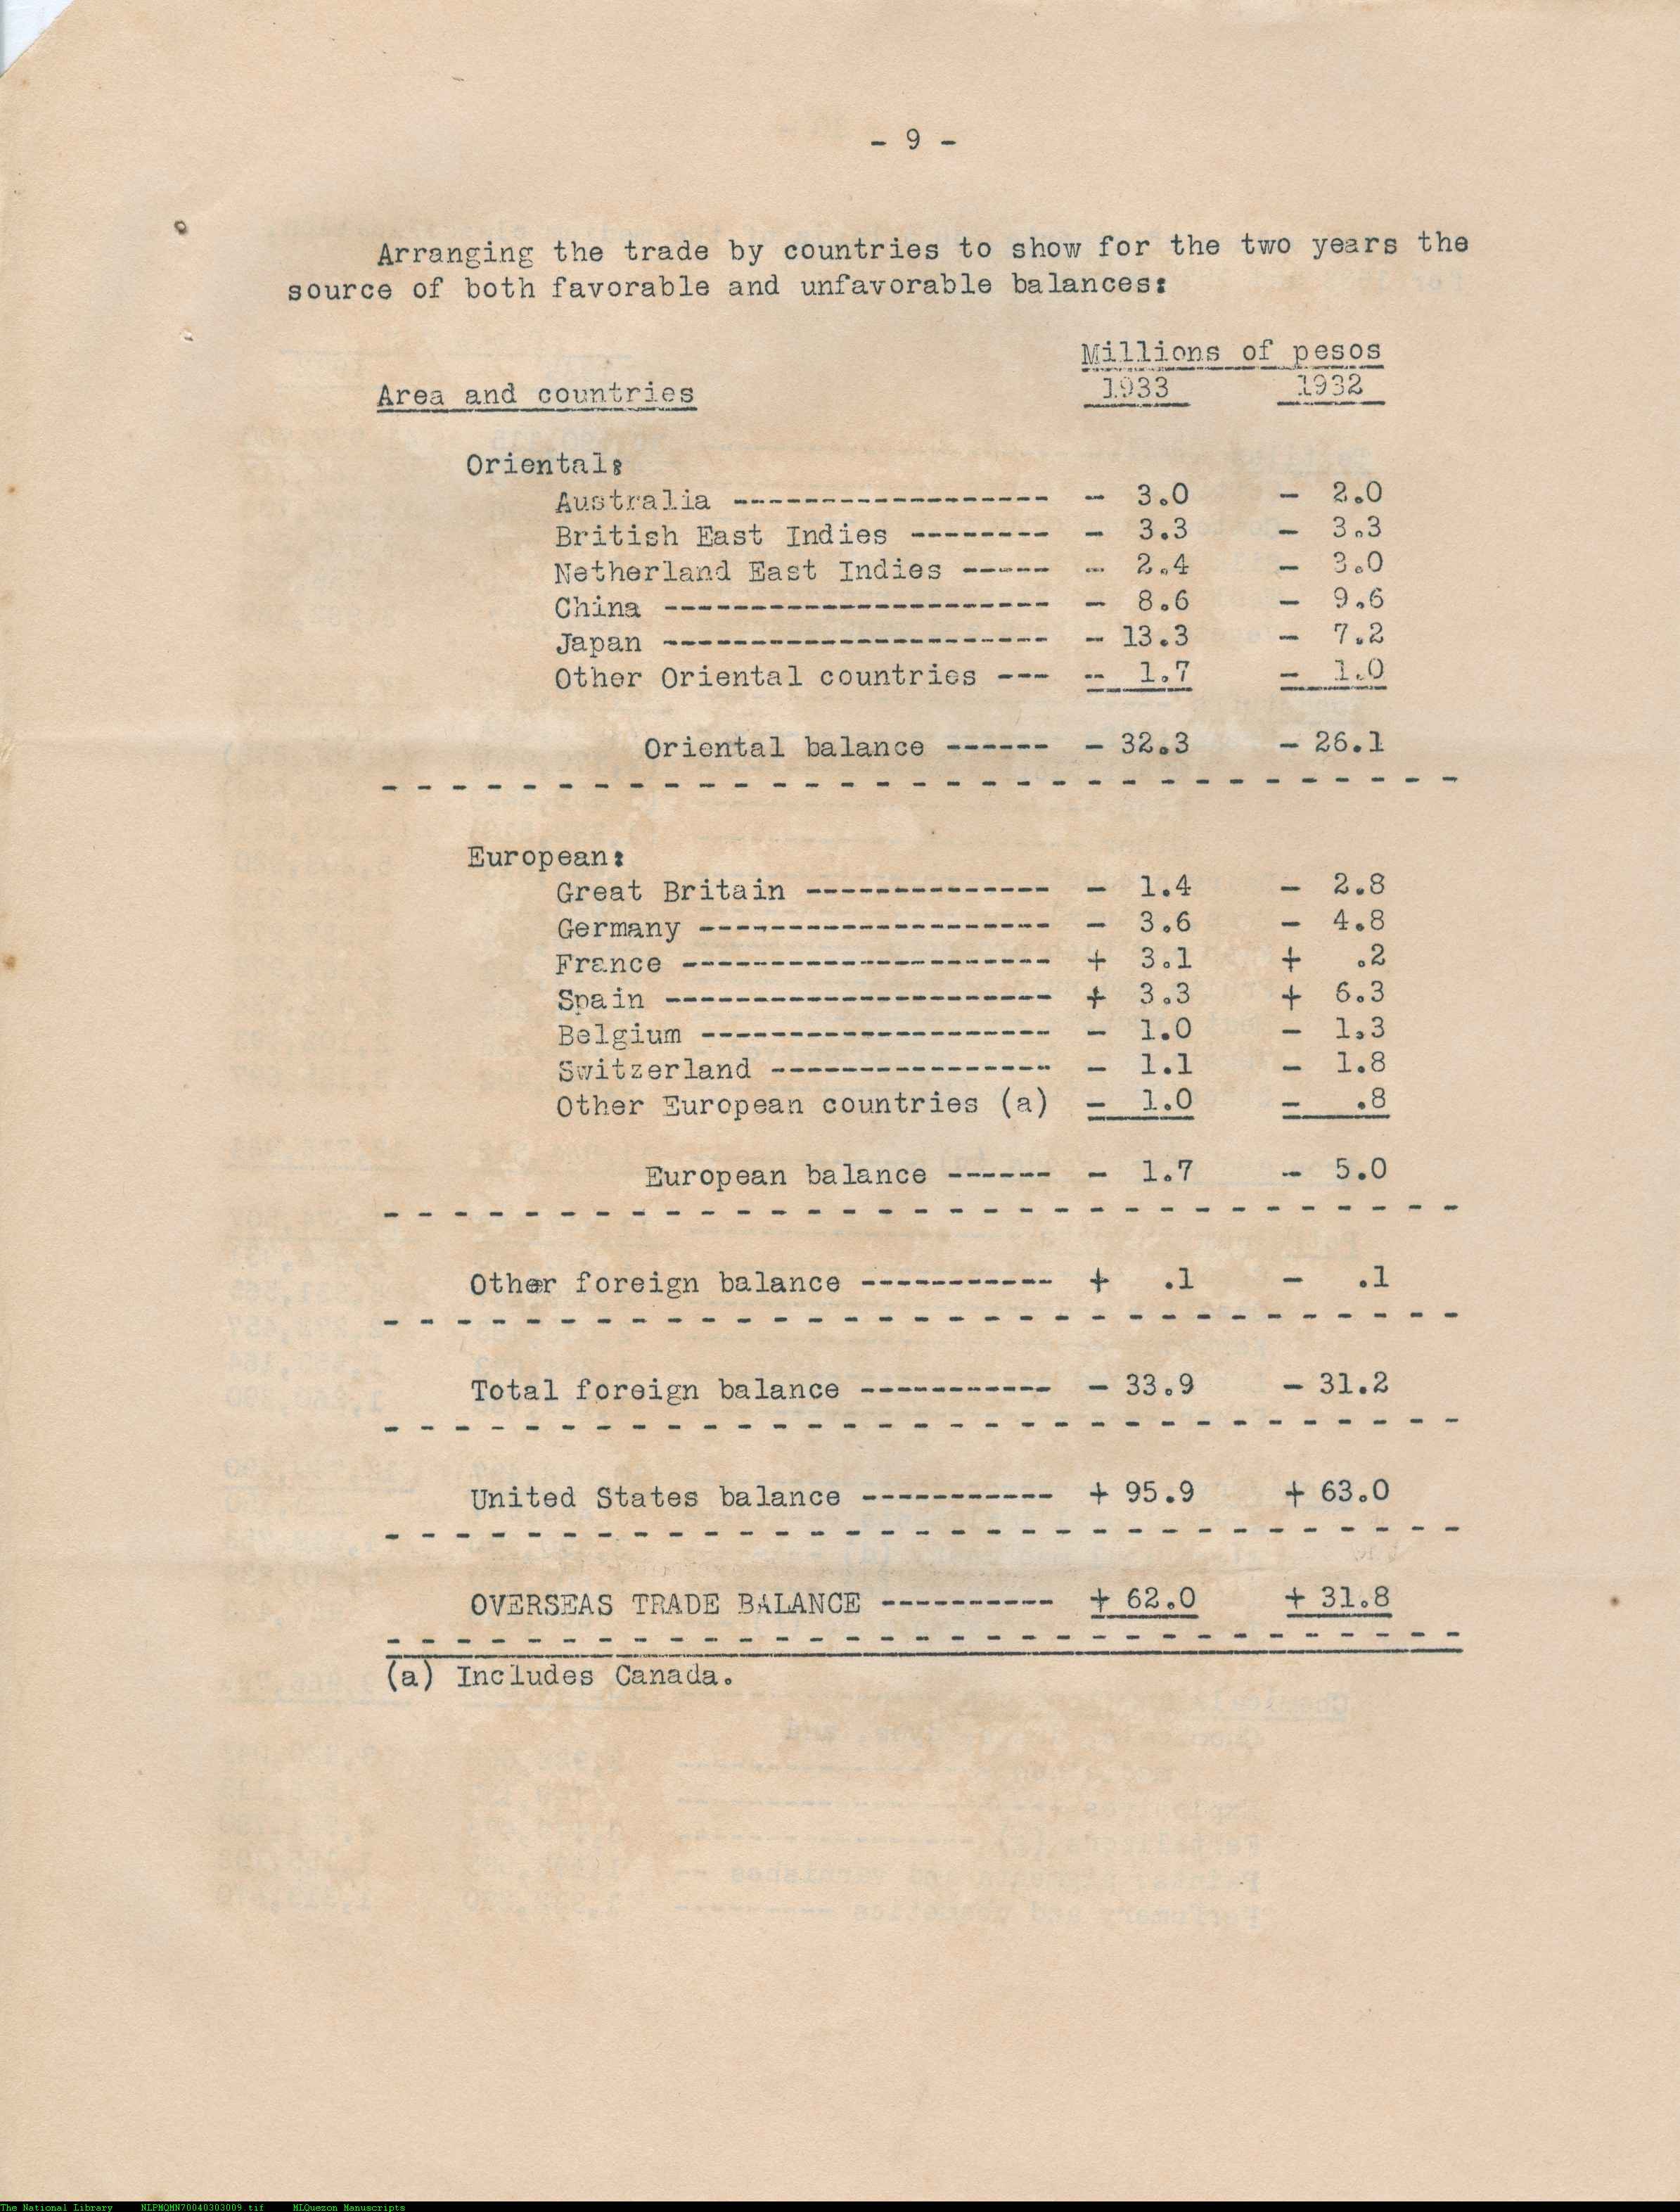 - 9 -
Arranging the trade by countries to show for the two years the
source of both favorable and unfavorable balances:
Millions of pesos
Area and countries 1933 1932
Oriental:
Australia ------------------ - 3.0 - 2.0
British East Indies -------- - 3.3 - 3.3
Netherland East Indies ----- - 2.4 - 3.0
China ---------------------- - 8.6 - 9.6
Japan ---------------------- - 13.3 - 7.2
Other Oriental countries --- - 1.7 - 1.0
Oriental balance ------ - 32.3 - 26.1
European:
Great Britain -------------- - 1.4 - 2.8
Germany -------------------- - 3.6 - 4.8
France --------------------- + 3.1 + .2
Spain ---------------------- + 3.3 + 6.3
Belgium -------------------- - 1.0 - 1.3
Switzerland ---------------- - 1.1 - 1.8
Other European countries (a) - 1.0 - .8
European balance ------ - 1.7 - 5.0
Other foreign balance ----------- + .1 - .1
Total foreign balance ----------- - 33.9 - 31.2
United States balance ----------- + 95.9 + 63.0
OVERSEAS TRADE BALANCE ---------- + 62.0 + 31.8
(a) Includes Canada.
The National Library NLPMQMN70040303009.tif MLQuezon Manuscripts